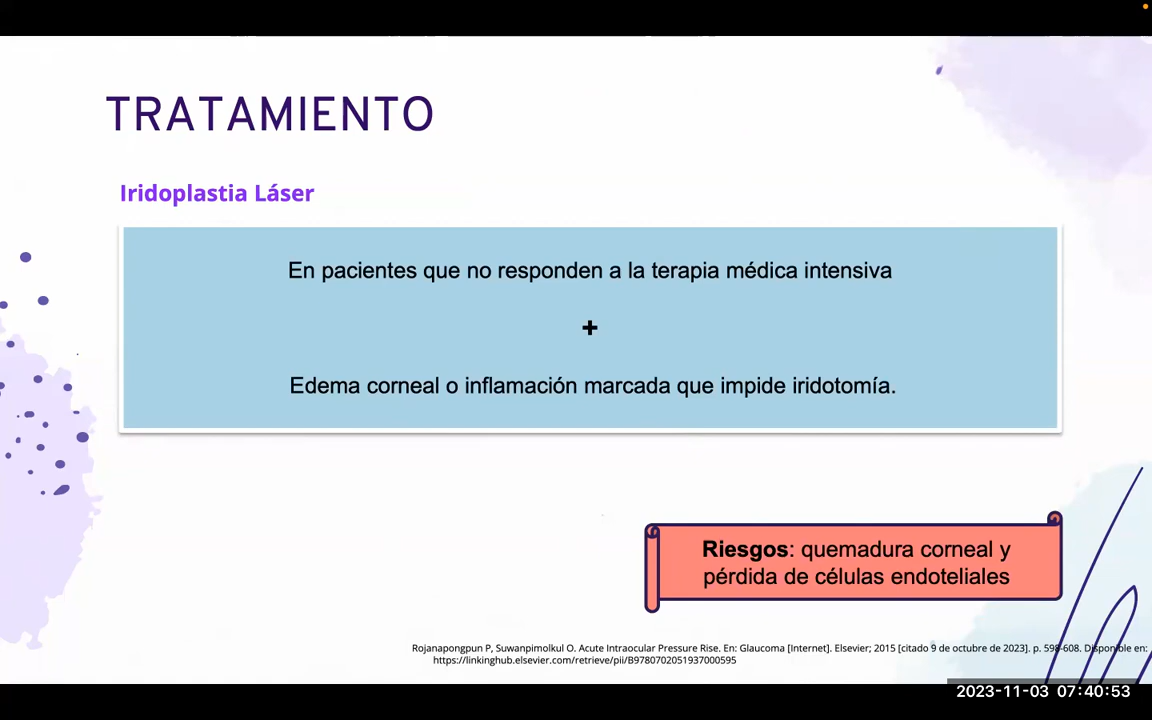 TRATAMIENTO
Iridoplastia Láser
En pacientes que no responden a la terapia médica intensiva
+
Edema corneal o inflamación marcada que impide iridotomía.
Riesgos: quemadura corneal y
pérdida de células endoteliales
Rojanapongpun P, Suwanpimolkul O. Acute Intraocular Pressure Rise. En: Glaucoma [Internet]. Elsevier; 2015 [citado 9 de octubre de 2023]. p. 598-608. Disponible en:
https://linkinghub.elsevier.com/retrieve/pii/B9780702051937000595
2023-11-03 07:40:53